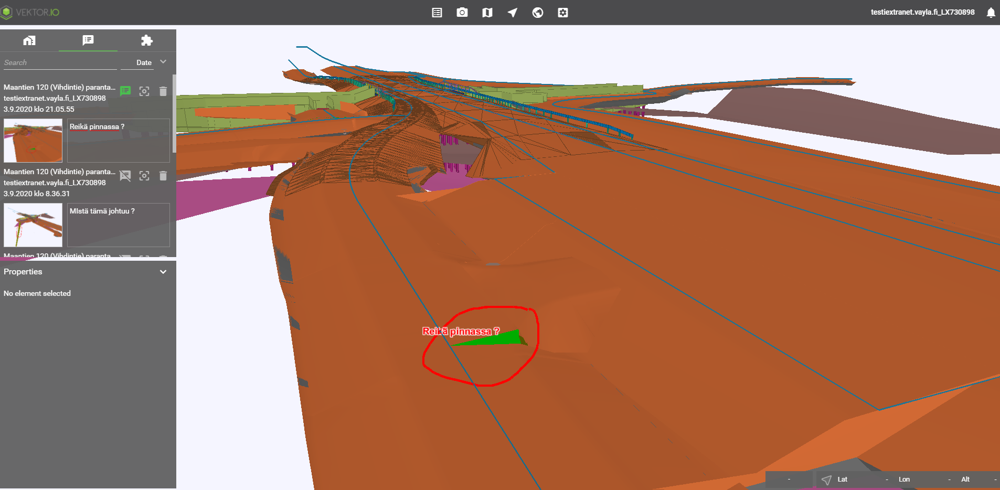 VEKTOR.IO
testiextranet.vayla.fi_LX730898
Search
Date
Maantien 120 (Vihdintie) paranta...
testiextranet.vayla.fi_LX730898
3.9.2020 klo 21.05.55
Reikä pinnassa ?
Maantien 120 (Vihdintie) paranta...
testiextranet.vayla.fi_LX730898
3.9.2020 klo 8.36.31
MIstä tämä johtuu ?
Maantien 120 (Vihdintie) paranta...
Properties
No element selected
Reikä pinnassa ?
- Lat - Lon - Alt -